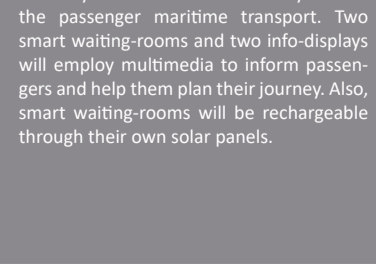 the passenger maritime transport. Two
smart waiting-rooms and two info-displays
will employ multimedia to inform passen-
gers and help them plan their journey. Also,
smart waiting-rooms will be rechargeable
through their own solar panels.